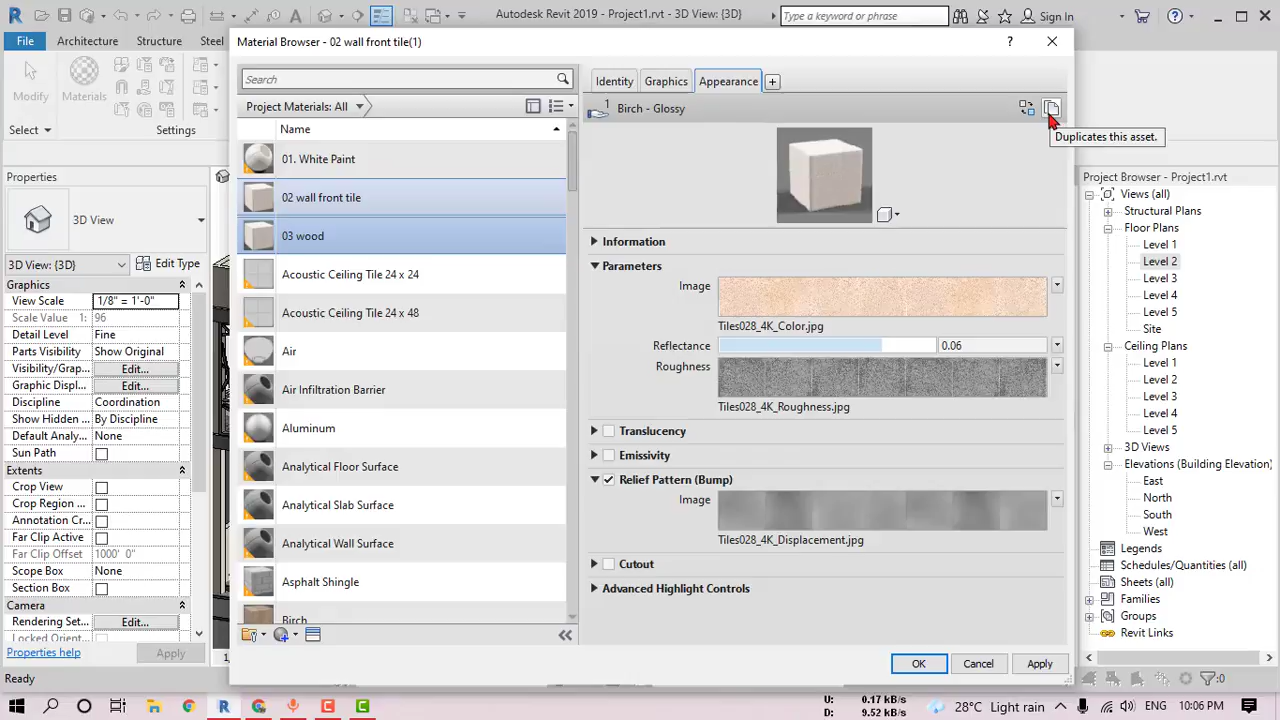 Autodesk Revit 2019 - Project1.rvt - 3D View: {3D}
Type a keyword or phrase
Sign In
File
Architecture
Structure
Steel
Modify
Materials
Select
Settings
Properties
3D View
3D View: {3D}
Edit Type
Graphics
View Scale
1/8" = 1'-0"
Scale Value 1:
96
Detail Level
Fine
Parts Visibility
Show Original
Visibility/Grap...
Edit...
Graphic Displ...
Edit...
Discipline
Coordination
Show Hidden ...
By Discipline
Default Analy...
None
Sun Path
Extents
Crop View
Crop Region ...
Annotation Cr...
Far Clip Active
Far Clip Offset
1000' 0"
Scope Box
None
Section Box
Camera
Rendering Set...
Edit...
Locked Orient...
Properties help
Apply
Material Browser - 02 wall front tile(1)
?
Search
Project Materials: All
Name
01. White Paint
02 wall front tile
03 wood
Acoustic Ceiling Tile 24 x 24
Acoustic Ceiling Tile 24 x 48
Air
Air Infiltration Barrier
Aluminum
Analytical Floor Surface
Analytical Slab Surface
Analytical Wall Surface
Asphalt Shingle
Birch
Identity
Graphics
Appearance
+
1
Birch - Glossy
Duplicates this asset.
Information
Parameters
Image
Tiles028_4K_Color.jpg
Reflectance
0.06
Roughness
Tiles028_4K_Roughness.jpg
Translucency
Emissivity
Relief Pattern (Bump)
Image
Tiles028_4K_Displacement.jpg
Cutout
Advanced Highlight Controls
OK
Cancel
Apply
Project Browser - Project1.rvt
Views (all)
Structural Plans
Floor Plans
Level 1
Level 2
Level 3
Level 4
Level 5
Site
Ceiling Plans
Level 1
Level 2
Level 3
Level 4
Level 5
3D Views
Elevations (Building Elevation)
East
North
South
West
Legends
Schedules/Quantities (all)
Sheets (all)
Families
Groups
Revit Links
Ready
:0
U: 0.17 kB/s
D: 9.52 kB/s
28°C Light rain
ENG
10:06 PM